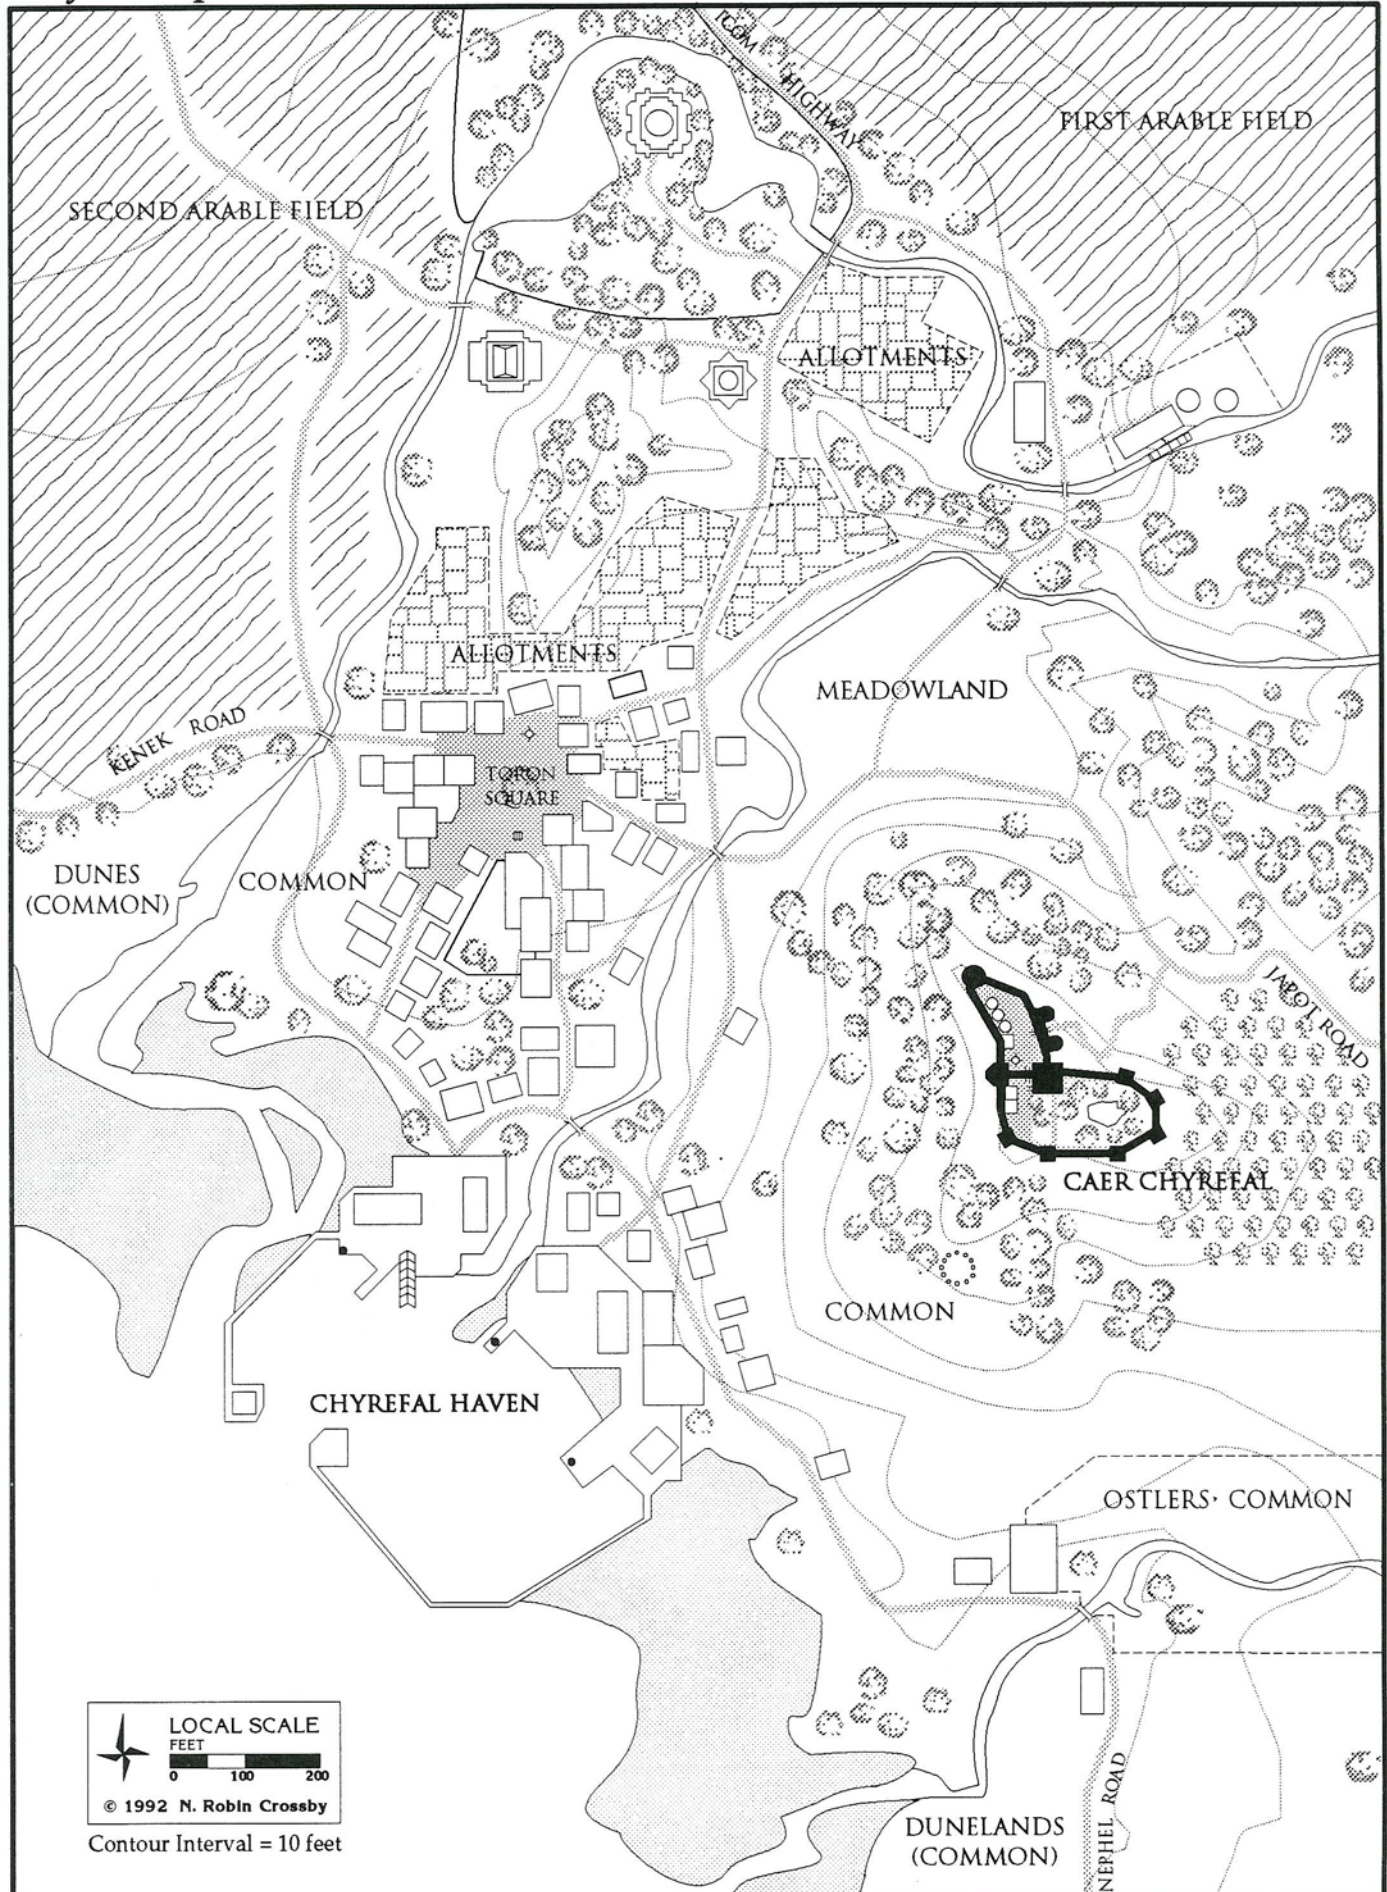 ICOM HIGHWAY
FIRST ARABLE FIELD
SECOND ARABLE FIELD
ALLOTMENTS
ALLOTMENTS
MEADOWLAND
KENEK ROAD
TORON
SQUARE
DUNES
(COMMON)
COMMON
JAPOT ROAD
CAER CHYREFAL
COMMON
CHYREFAL HAVEN
OSTLERS' COMMON
LOCAL SCALE
FEET
0 100 200
© 1992 N. Robin Crossby
Contour Interval = 10 feet
DUNELANDS
(COMMON)
NEPHEL ROAD